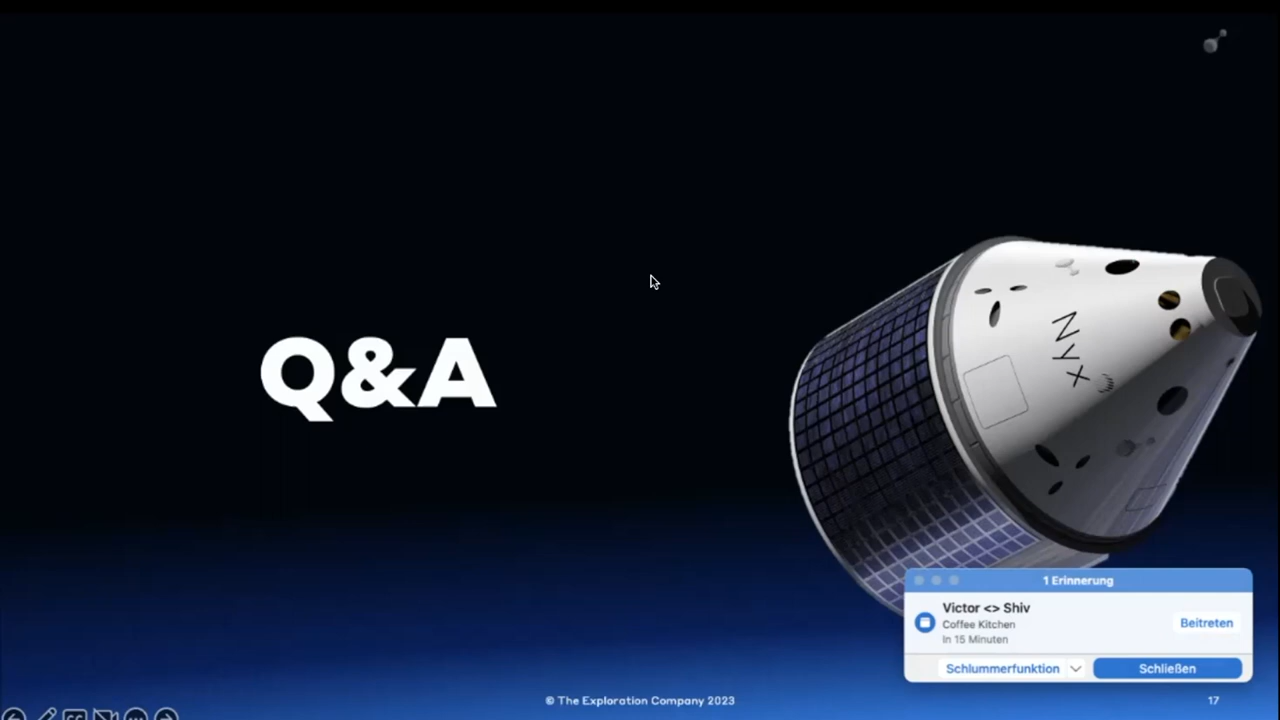 Q&A
Nyx
1 Erinnerung
Victor <> Shiv
Coffee Kitchen
In 15 Minuten
Beitreten
Schlummerfunktion
Schließen
© The Exploration Company 2023
17